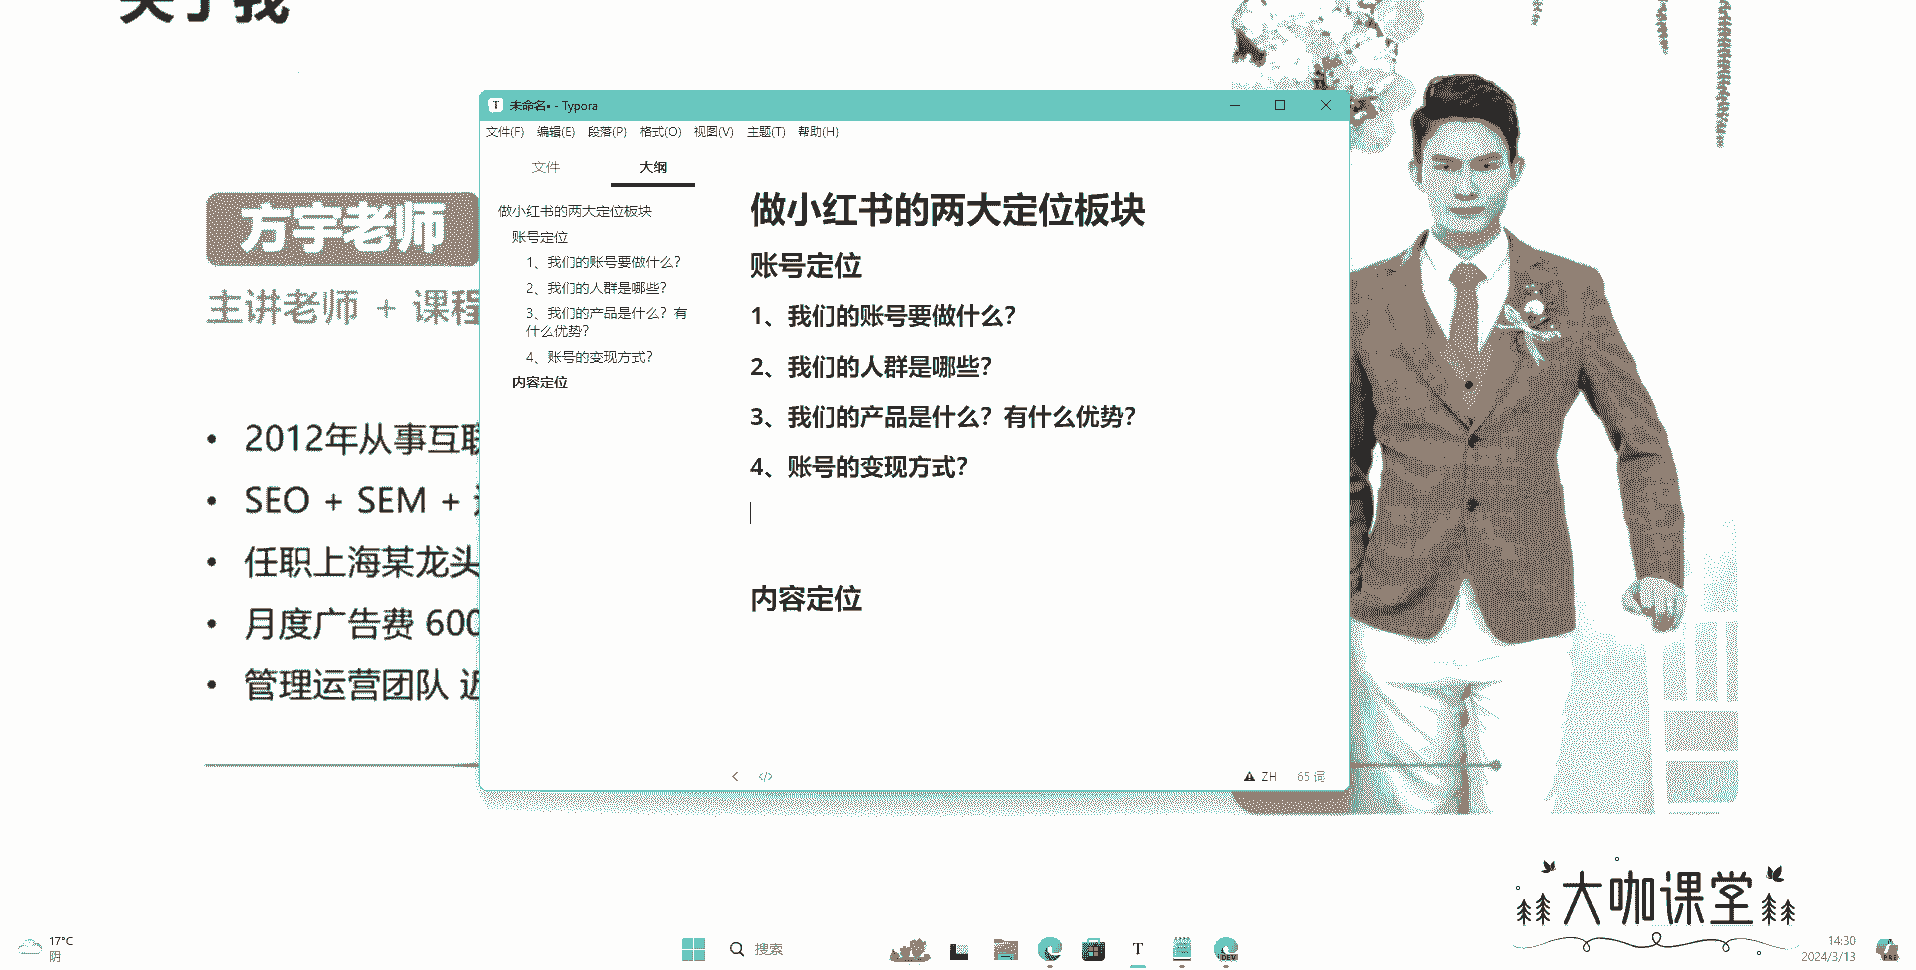 关于我
方宇老师
主讲老师 + 课程
2012年从事互联
SEO + SEM +
任职上海某龙头
月度广告费 600
管理运营团队 近
未命名• - Typora
文件(F) 编辑(E) 段落(P) 格式(O) 视图(V) 主题(T) 帮助(H)
文件 大纲
做小红书的两大定位板块
账号定位
1、我们的账号要做什么?
2、我们的人群是哪些?
3、我们的产品是什么? 有
什么优势?
4、账号的变现方式?
内容定位
做小红书的两大定位板块
账号定位
1、我们的账号要做什么?
2、我们的人群是哪些?
3、我们的产品是什么? 有什么优势?
4、账号的变现方式?
内容定位
ZH 65 词
大咖课堂
17°C
阴
搜索
DEV
14:30
2024/3/13
PRE